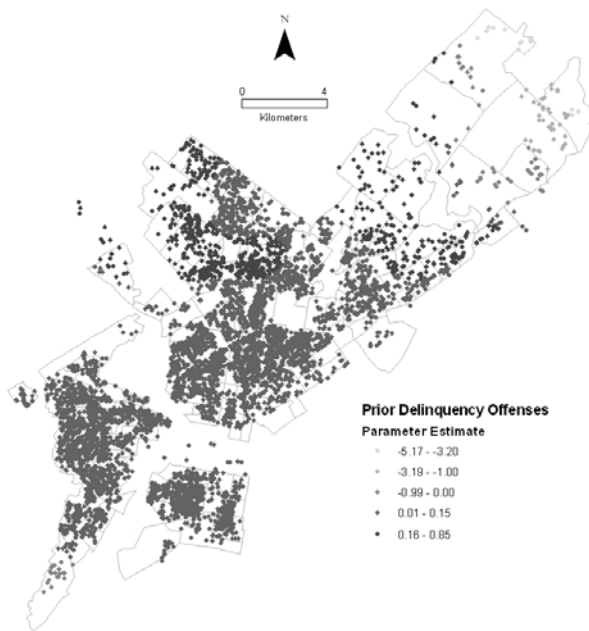 N
0 4
Kilometers
Prior Delinquency Offenses
Parameter Estimate
-5.17 - -3.20
-3.19 - -1.00
-0.99 - 0.00
0.01 - 0.15
0.16 - 0.85